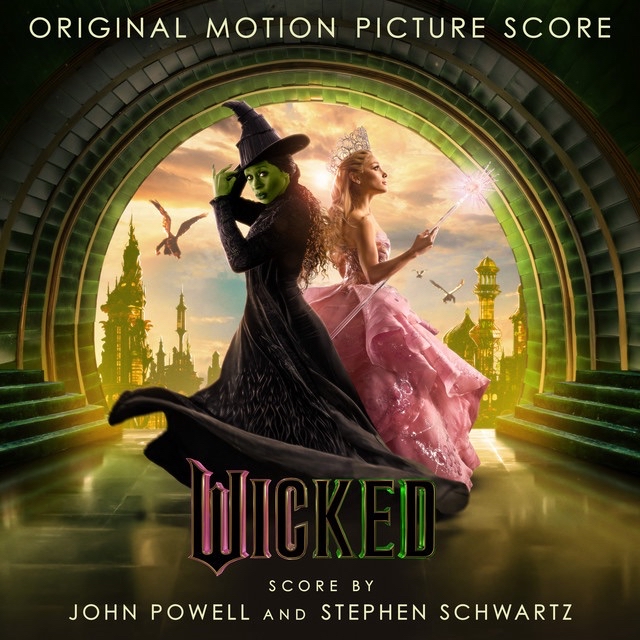 ORIGINAL MOTION PICTURE SCORE
WICKED
SCORE BY
JOHN POWELL AND STEPHEN SCHWARTZ